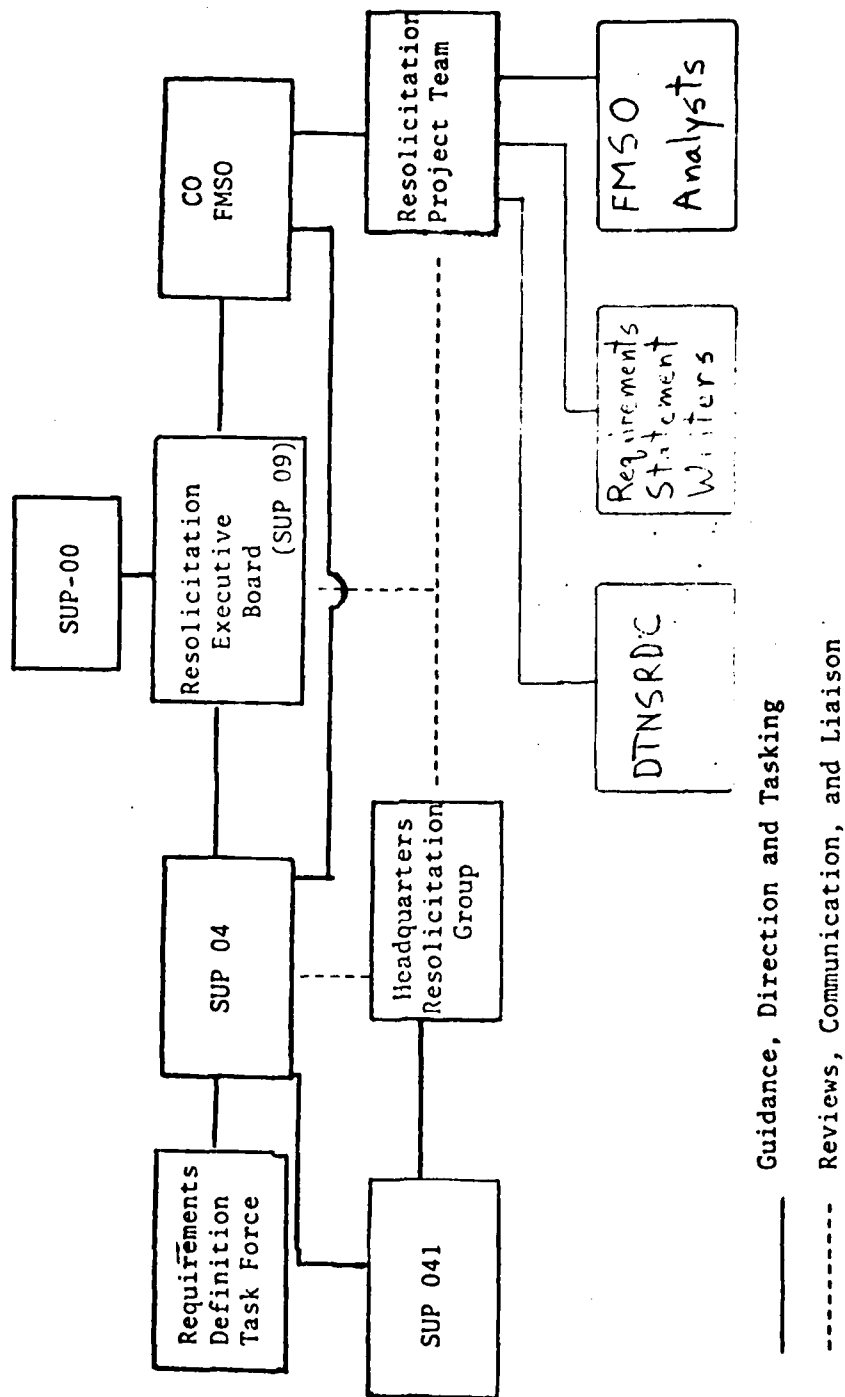 SUP-00
Resolicitation
Executive
Board
(SUP 09)
CO
FMSO
SUP 04
Requirements
Definition
Task Force
SUP 041
Headquarters
Resolicitation
Group
Resolicitation
Project Team
DTNSRDC
Requirements
Statement
Writers
FMSO
Analysts
Guidance, Direction and Tasking
Reviews, Communication, and Liaison